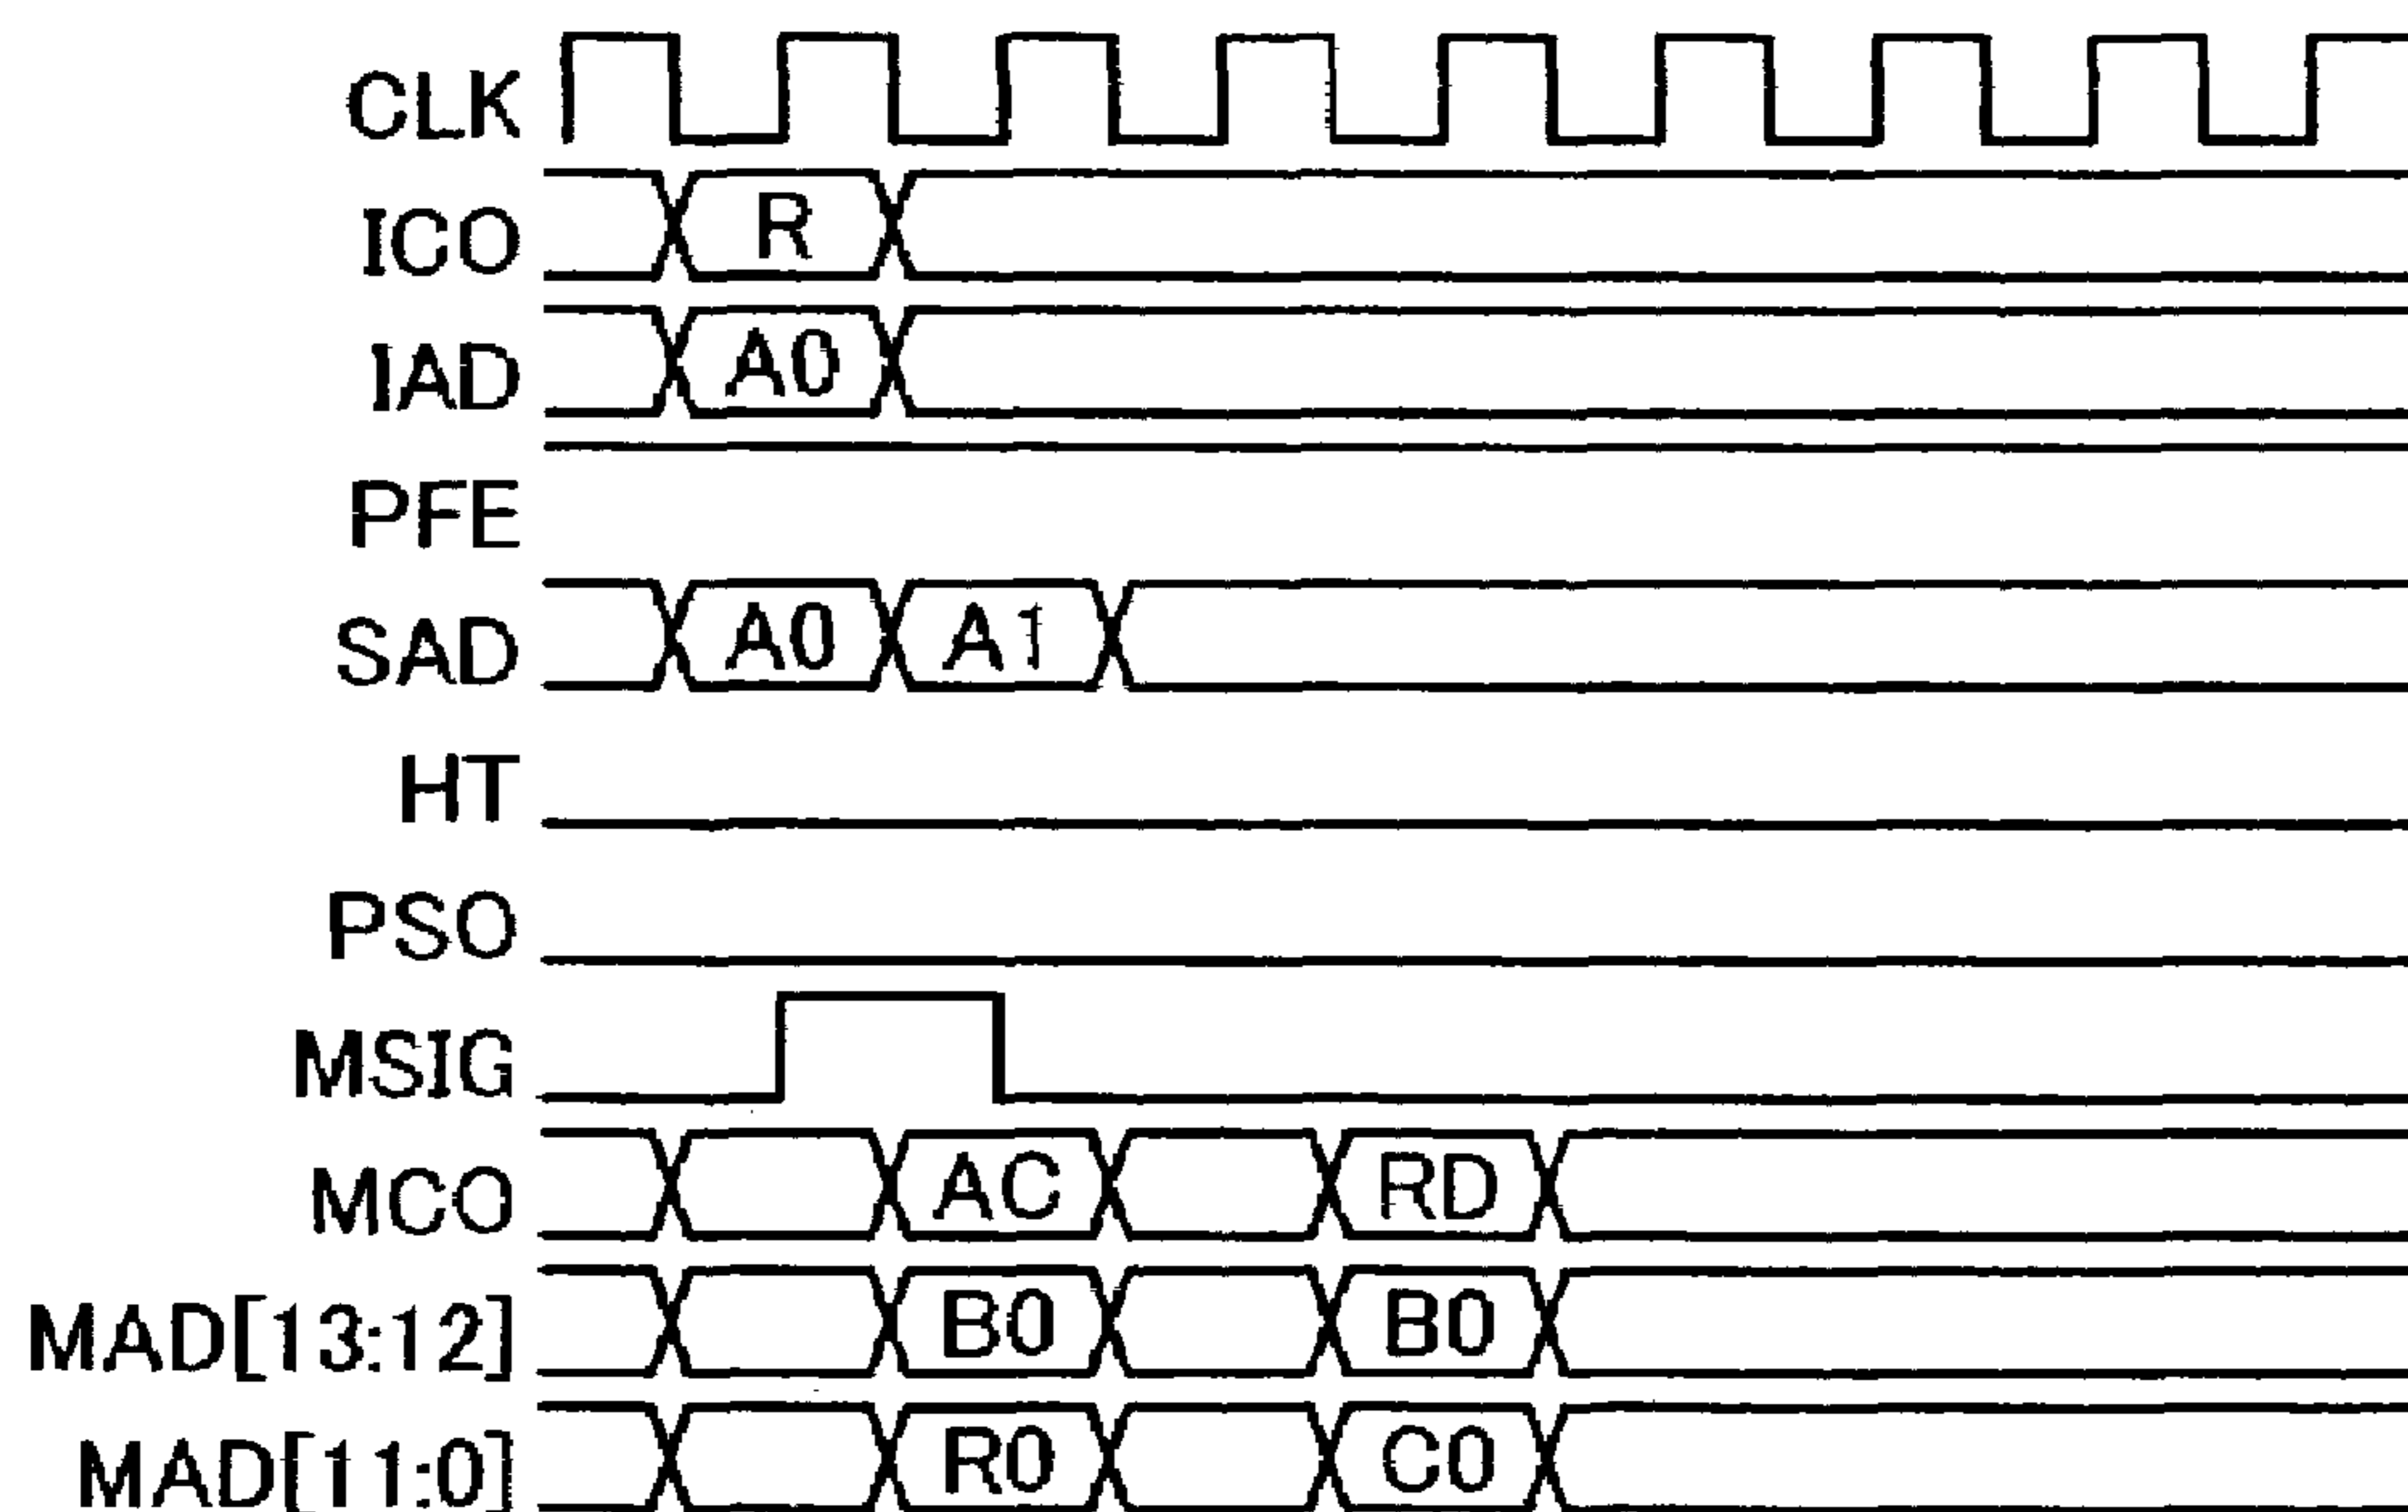 CLK
ICO R
IAD A0
PFE
SAD A0 A1
HT
PSO
MSIG
MCO AC RD
MAD[13:12] B0 B0
MAD[11:0] R0 C0